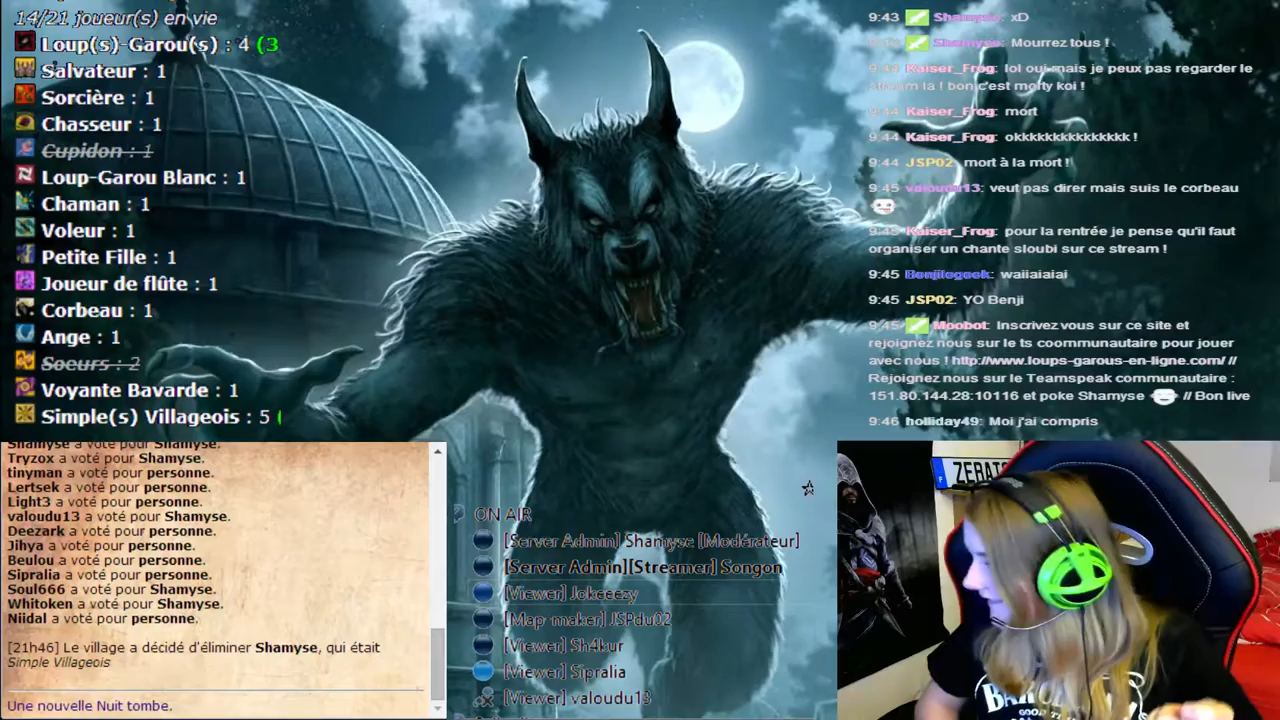 14/21 joueur(s) en vie
Loup(s)-Garou(s) : 4 (3
Salvateur : 1
Sorcière : 1
Chasseur : 1
Cupidon : 1
Loup-Garou Blanc : 1
Chaman : 1
Voleur : 1
Petite Fille : 1
Joueur de flûte : 1
Corbeau : 1
Ange : 1
Soeurs : 2
Voyante Bavarde : 1
Simple(s) Villageois : 5 (
Shamyse a voté pour Shamyse.
Tryzox a voté pour Shamyse.
tinyman a voté pour personne.
Lertsek a voté pour personne.
Light3 a voté pour personne.
valoudu13 a voté pour Shamyse.
Deezark a voté pour personne.
Jihya a voté pour personne.
Beulou a voté pour personne.
Sipralia a voté pour personne.
Soul666 a voté pour Shamyse.
Whitoken a voté pour Shamyse.
Niidal a voté pour personne.
[21h46] Le village a décidé d'éliminer Shamyse, qui était
Simple Villageois
Une nouvelle Nuit tombe.
ON AIR
[Server Admin] Shamyse [Modérateur]
[Server Admin][Streamer] Songon
[Viewer] Jokeeezy
[Map maker] JSPdu02
[Viewer] Sh4kur
[Viewer] Sipralia
[Viewer] valoudu13
9:43 Shamyse: xD
Shamyse: Mourrez tous !
9:44 Kaiser_Frog: lol oui mais je peux pas regarder le
stream la ! bon c'est molty koi !
9:44 Kaiser_Frog: mort
9:44 Kaiser_Frog: okkkkkkkkkkkkkkk !
9:44 JSP02: mort à la mort !
9:45 valoudu13: veut pas direr mais suis le corbeau
9:45 Kaiser_Frog: pour la rentrée je pense qu'il faut
organiser un chante sloubi sur ce stream !
9:45 Benjilegeek: waiiaiaiai
9:45 JSP02: YO Benji
9:45 Moobot: Inscrivez vous sur ce site et
rejoignez nous sur le ts coommunautaire pour jouer
avec nous ! http://www.loups-garous-en-ligne.com/ //
Rejoignez nous sur le Teamspeak communautaire :
151.80.144.28:10116 et poke Shamyse // Bon live
9:46 holliday49: Moi j'ai compris
ZERAT